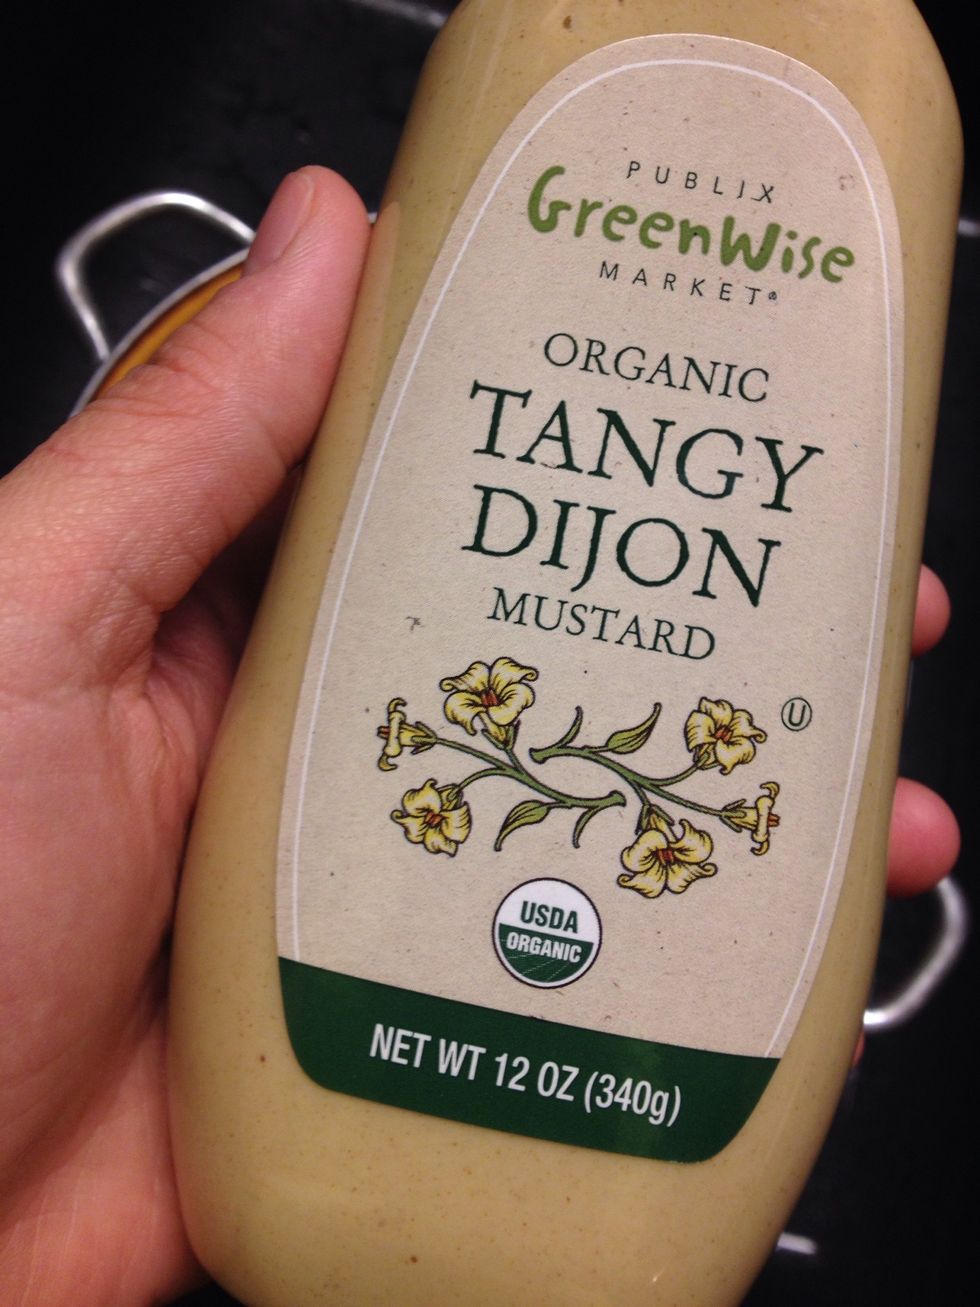 PUBLIX
GreenWise
MARKET®
ORGANIC
TANGY
DIJON
MUSTARD
U
USDA
ORGANIC
NET WT 12 OZ (340g)